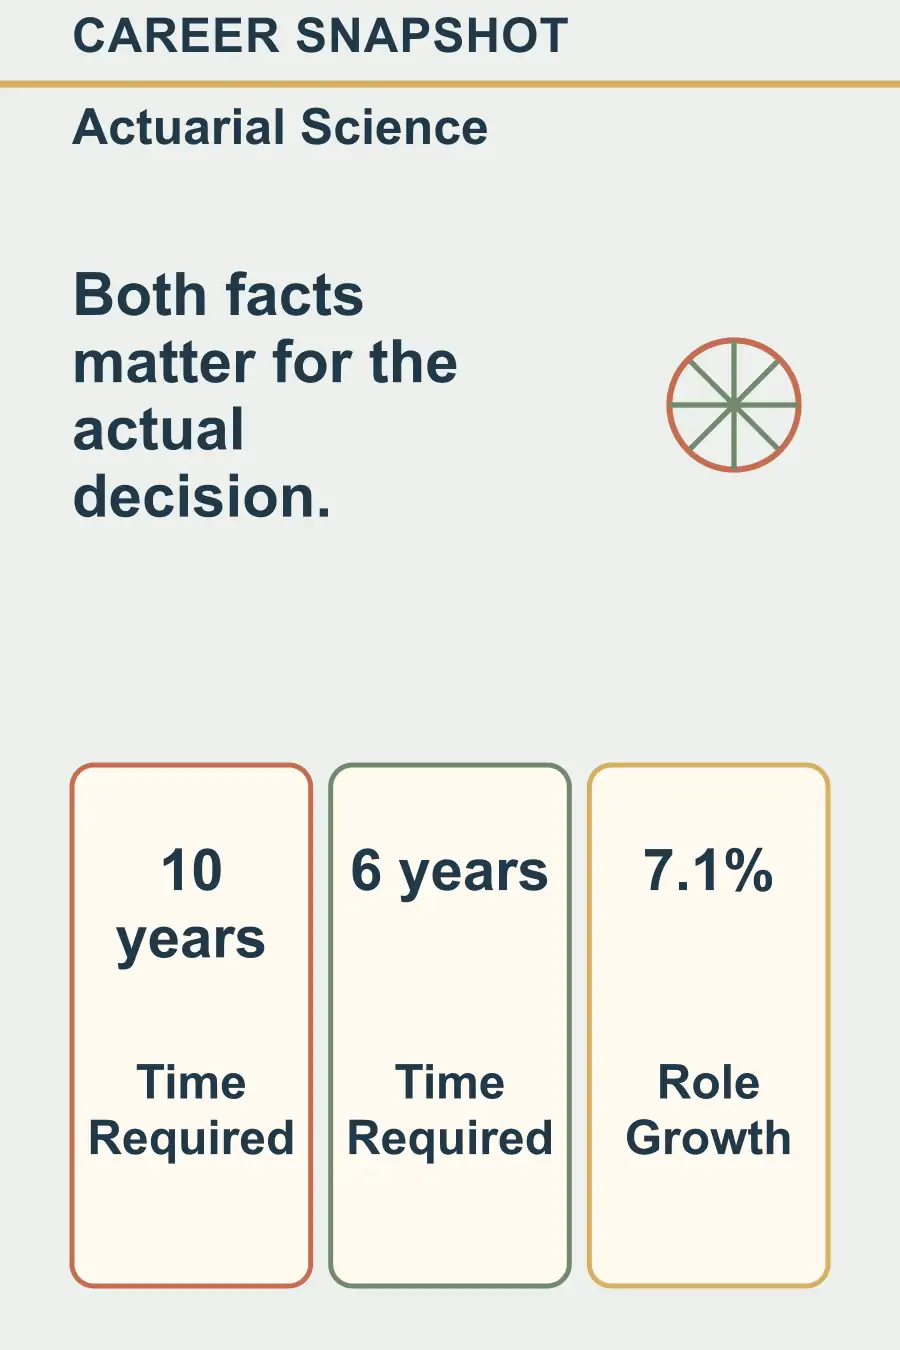 CAREER SNAPSHOT
Actuarial Science
Both facts
matter for the
actual
decision.
10
years
Time
Required
6 years
Time
Required
7.1%
Role
Growth